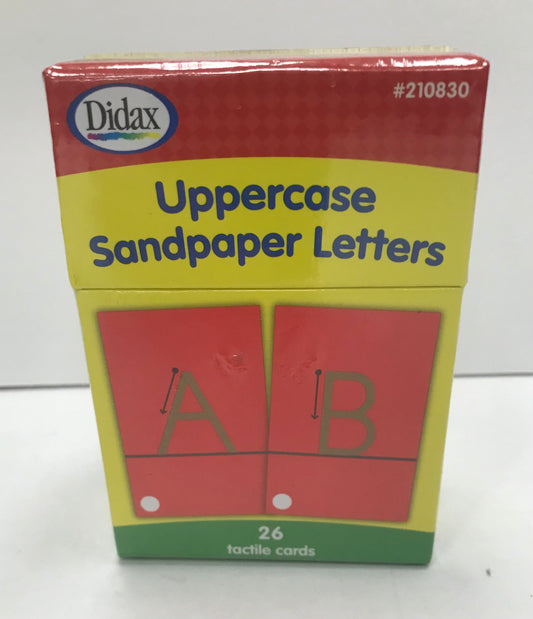 Didax
#210830
Uppercase
Sandpaper Letters
A B
26
tactile cards